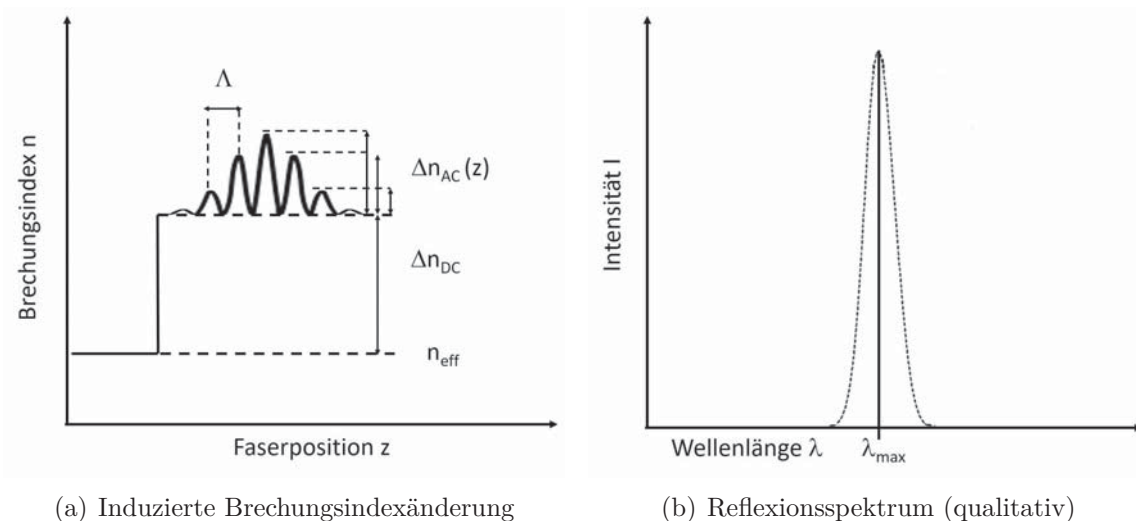 Brechungsindex n
Λ
Δn_AC (z)
Δn_DC
n_eff
Faserposition z
Intensität I
Wellenlänge λ
λ_max
(a) Induzierte Brechungsindexänderung
(b) Reflexionsspektrum (qualitativ)